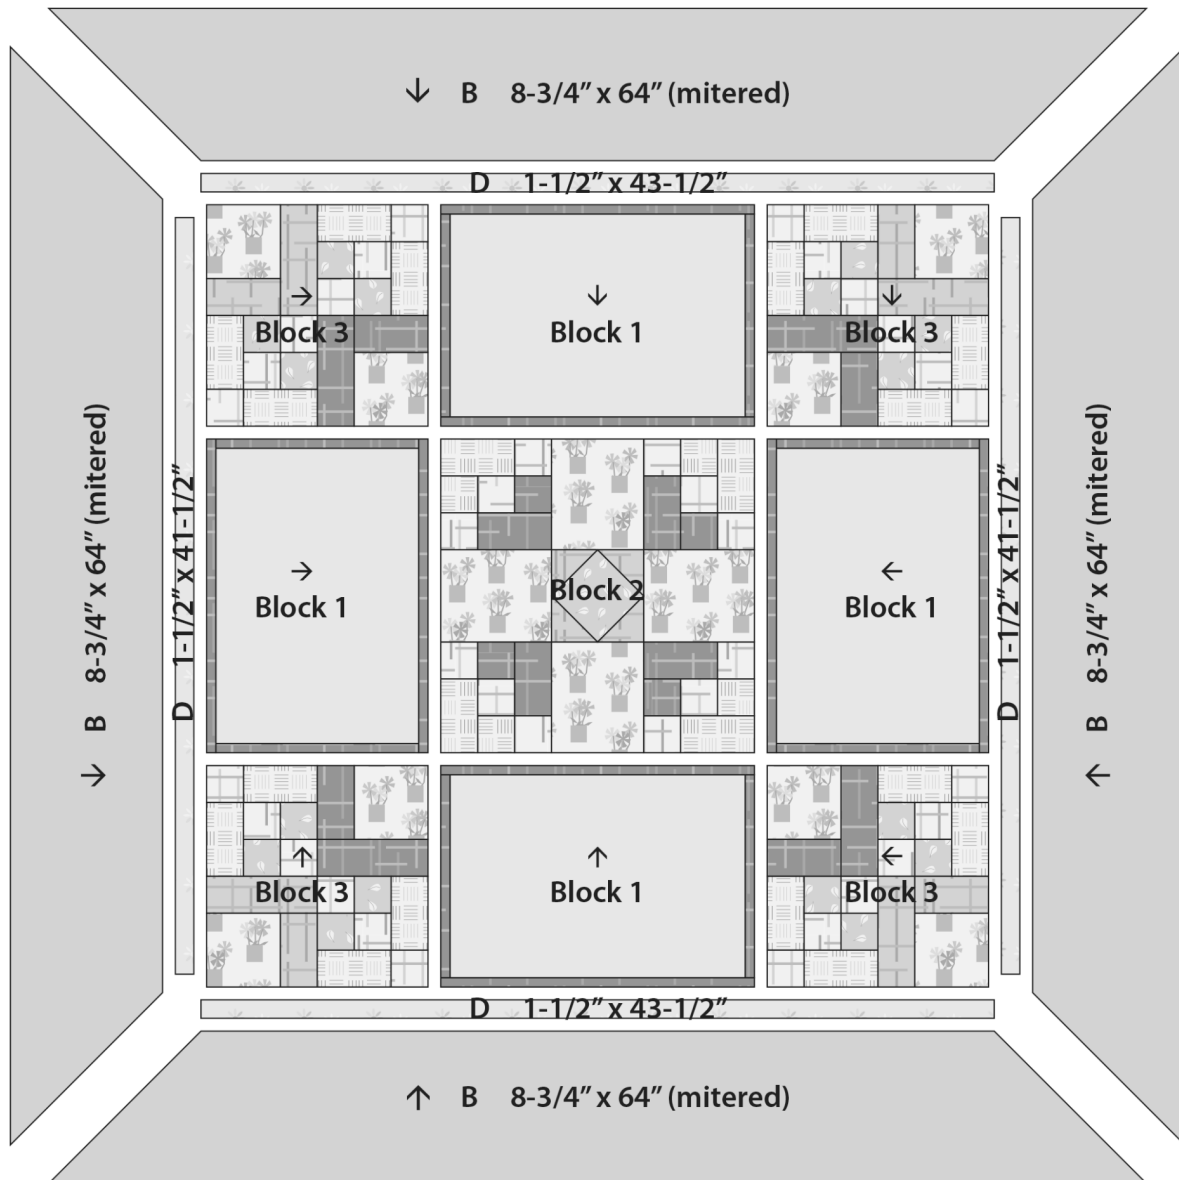 ↓ B 8-3/4” x 64” (mitered)
D 1-1/2” x 43-1/2”
→
Block 3
↓
Block 1
↓
Block 3
↓ B 8-3/4” x 64” (mitered)
D 1-1/2” x 41-1/2”
→
Block 1
Block 2
←
Block 1
D 1-1/2” x 41-1/2”
↑ B 8-3/4” x 64” (mitered)
↑
Block 3
↑
Block 1
←
Block 3
D 1-1/2” x 43-1/2”
↑ B 8-3/4” x 64” (mitered)